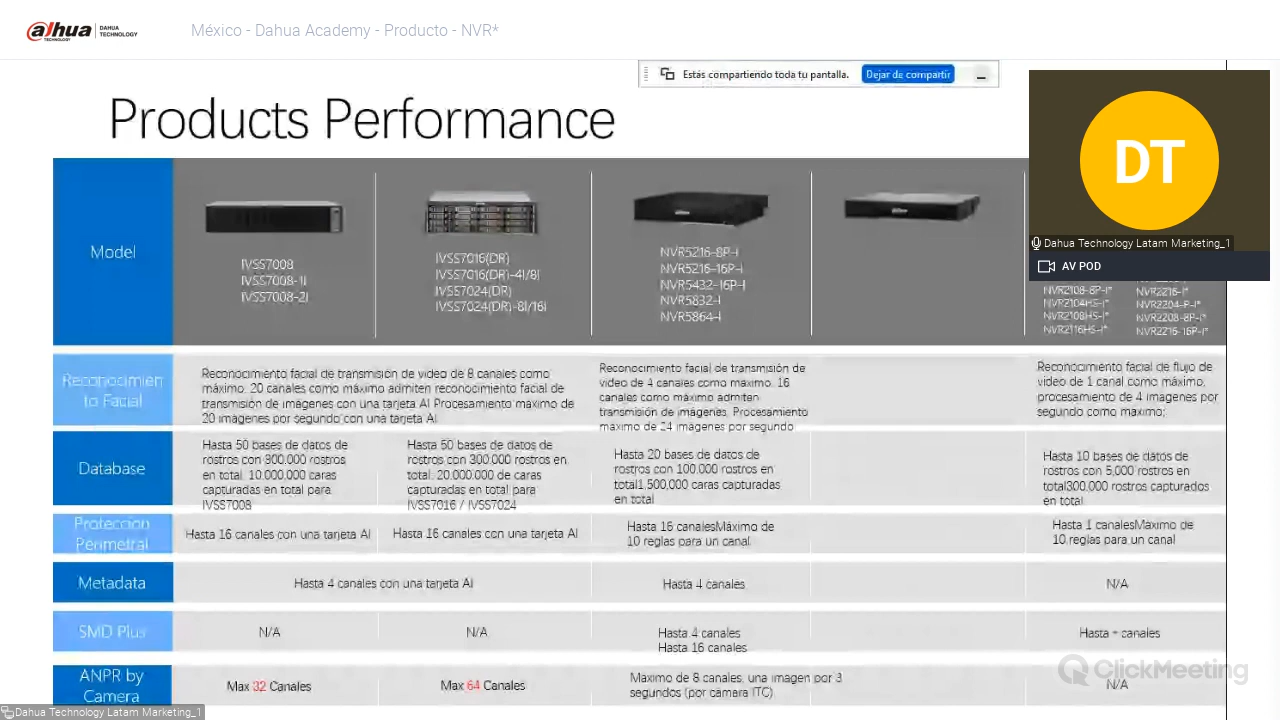 alhua
TECHNOLOGY
DAHUA
TECHNOLOGY
México - Dahua Academy - Producto - NVR*
Estás compartiendo toda tu pantalla.
Dejar de compartir
Products Performance
DT
Dahua Technology Latam Marketing_1
AV POD
Model
IVSS7008
IVSS7008-1I
IVSS7008-2I
IVSS7016(DR)
IVSS7016(DR)-4I/8I
IVSS7024(DR)
IVSS7024(DR)-8I/16I
NVR5216-8P-I
NVR5216-16P-I
NVR5432-16P-I
NVR5832-I
NVR5864-I
NVR2108-8P-I* NVR2216-I*
NVR2104HS-I* NVR2204-P-I*
NVR2108HS-I* NVR2208-8P-I*
NVR2116HS-I* NVR2216-16P-I*
Reconocimien
to Facial
Reconocimiento facial de transmisión de video de 8 canales como
máximo. 20 canales como máximo admiten reconocimiento facial de
transmisión de imágenes con una tarjeta AI Procesamiento máximo de
20 imágenes por segundo con una tarjeta AI
Reconocimiento facial de transmisión de
video de 4 canales como máximo. 16
canales como máximo admiten
transmisión de imágenes. Procesamiento
máximo de 24 imagenes por segundo
Reconocimiento facial de flujo de
video de 1 canal como máximo,
procesamiento de 4 imagenes por
segundo como maximo;
Database
Hasta 50 bases de datos de
rostros con 300.000 rostros
en total. 10.000.000 caras
capturadas en total para
IVSS7008
Hasta 50 bases de datos de
rostros con 300.000 rostros en
total. 20.000.000 de caras
capturadas en total para
IVSS7016 / IVSS7024
Hasta 20 bases de datos de
rostros con 100,000 rostros en
total1,500,000 caras capturadas
en total
Hasta 10 bases de datos de
rostros con 5,000 rostros en
total300,000 rostros capturados
en total
Protección
Perimetral
Hasta 16 canales con una tarjeta AI
Hasta 16 canales con una tarjeta AI
Hasta 16 canalesMáximo de
10 reglas para un canal
Hasta 1 canalesMaximo de
10 reglas para un canal
Metadata
Hasta 4 canales con una tarjeta AI
Hasta 4 canales
N/A
SMD Plus
N/A
N/A
Hasta 4 canales
Hasta 16 canales
Hasta canales
ANPR by
Camera
Max 32 Canales
Max 64 Canales
Maximo de 8 canales, una imagen por 3
segundos (por cámara ITC)
N/A
ClickMeeting
Dahua Technology Latam Marketing_1